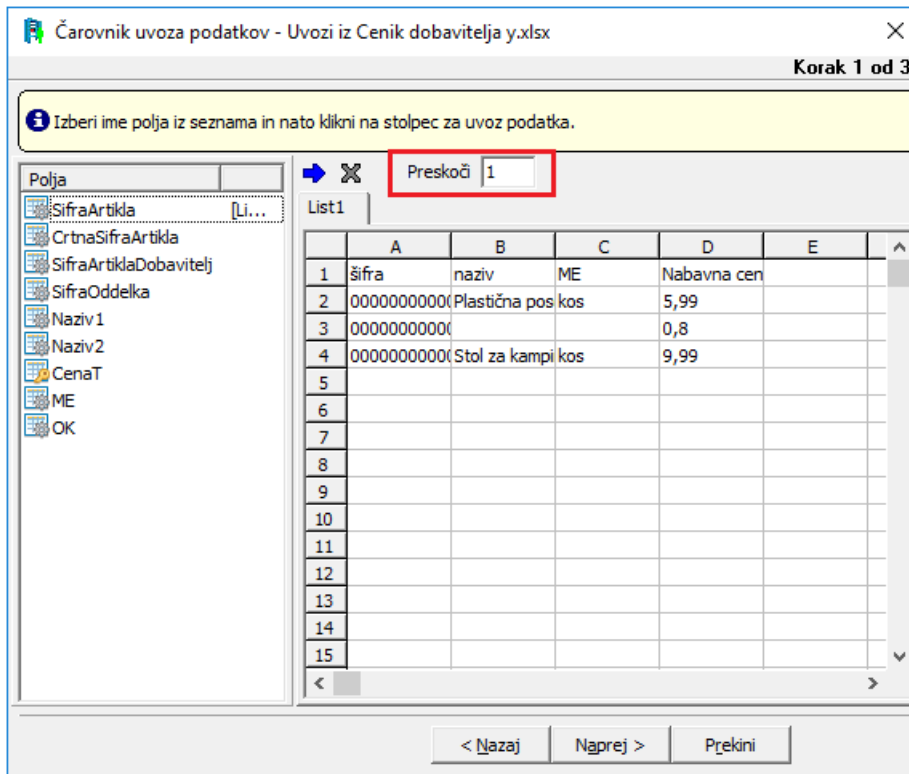 Čarovnik uvoza podatkov - Uvozi iz Cenik dobavitelja y.xlsx
Korak 1 od 3
Izberi ime polja iz seznama in nato klikni na stolpec za uvoz podatka.
Polja
SifraArtikla [Li...
CrtnaSifraArtikla
SifraArtiklaDobavitelj
SifraOddelka
Naziv1
Naziv2
CenaT
ME
OK
Preskoči 1
List1
A B C D E
1 šifra naziv ME Nabavna cen
2 00000000000 Plastična pos kos 5,99
3 00000000000 0,8
4 00000000000 Stol za kampi kos 9,99
5
6
7
8
9
10
11
12
13
14
15
< Nazaj Naprej > Prekini